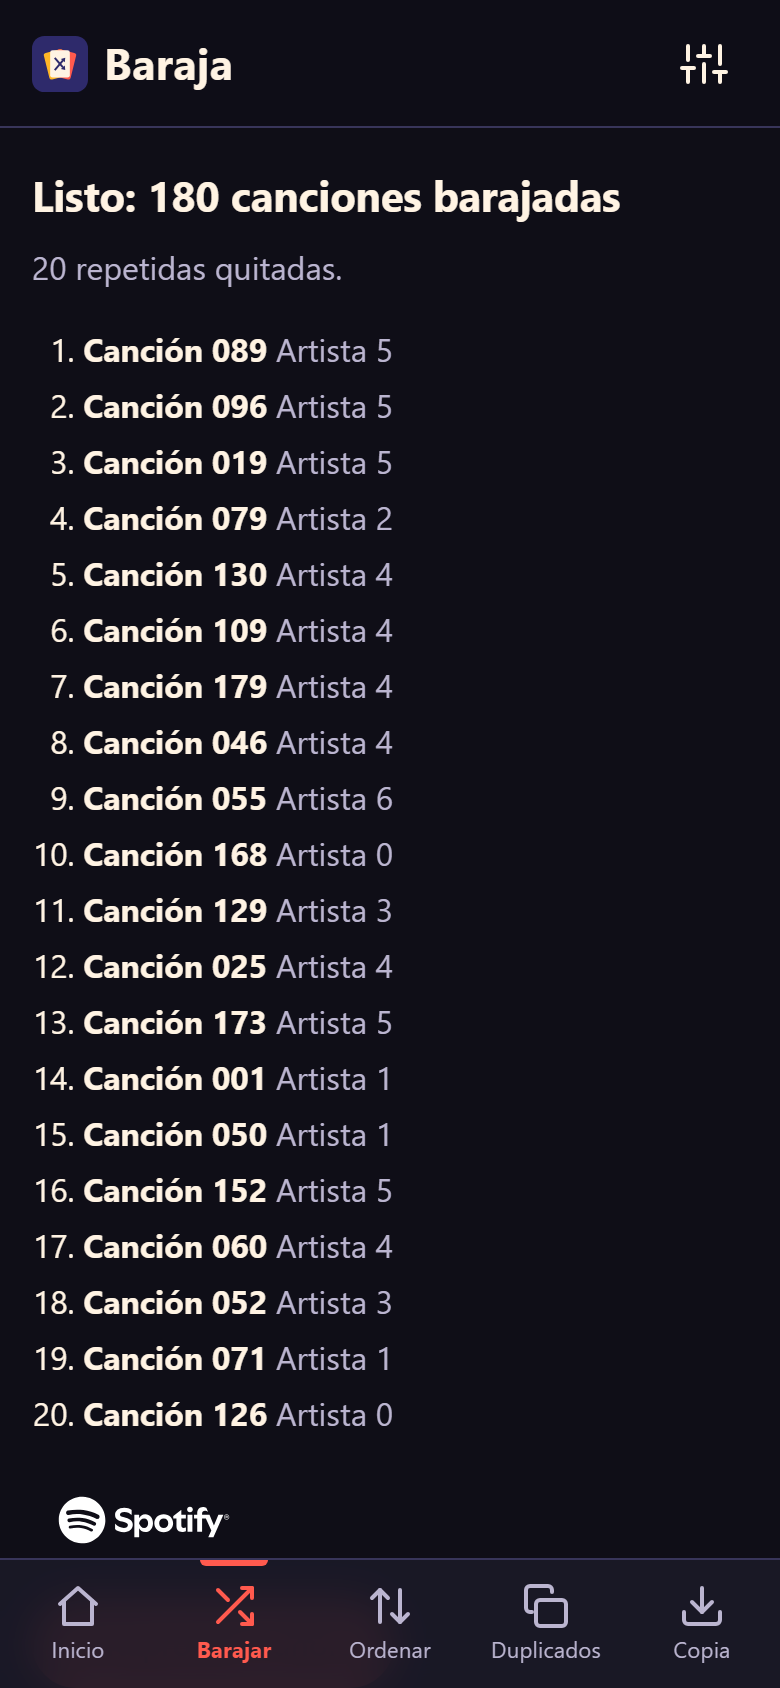 Baraja
Listo: 180 canciones barajadas
20 repetidas quitadas.
1. Canción 089 Artista 5
2. Canción 096 Artista 5
3. Canción 019 Artista 5
4. Canción 079 Artista 2
5. Canción 130 Artista 4
6. Canción 109 Artista 4
7. Canción 179 Artista 4
8. Canción 046 Artista 4
9. Canción 055 Artista 6
10. Canción 168 Artista 0
11. Canción 129 Artista 3
12. Canción 025 Artista 4
13. Canción 173 Artista 5
14. Canción 001 Artista 1
15. Canción 050 Artista 1
16. Canción 152 Artista 5
17. Canción 060 Artista 4
18. Canción 052 Artista 3
19. Canción 071 Artista 1
20. Canción 126 Artista 0
Spotify®
Inicio Barajar Ordenar Duplicados Copia